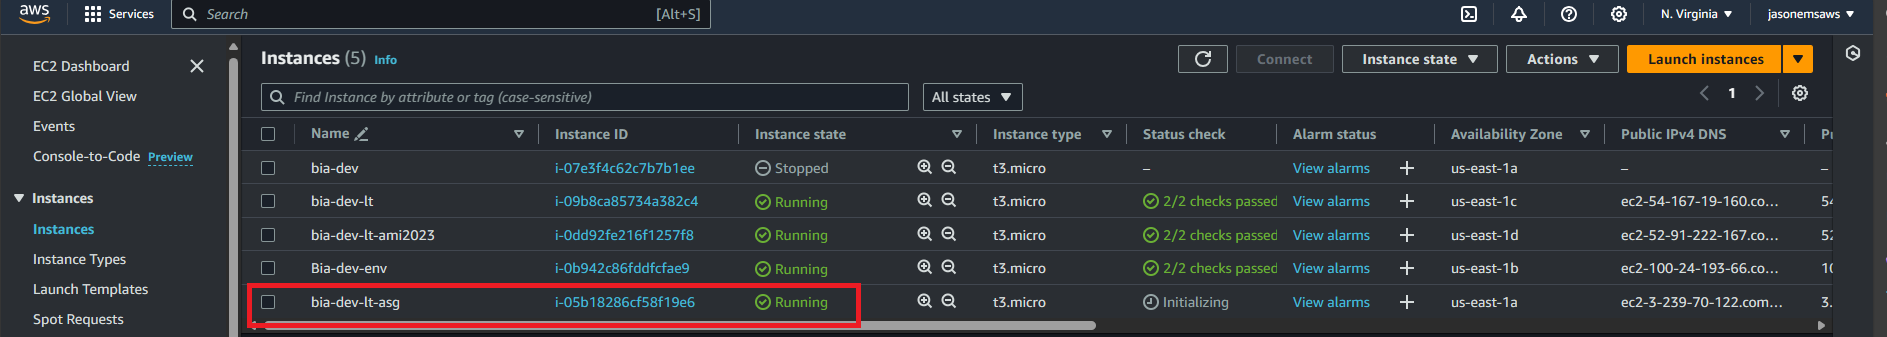 aws Services Search [Alt+S] N. Virginia ▼ jasonemsaws ▼
EC2 Dashboard
EC2 Global View
Events
Console-to-Code Preview
Instances
Instances
Instance Types
Launch Templates
Spot Requests
Instances (5) Info Connect Instance state ▼ Actions ▼ Launch instances ▼
Find Instance by attribute or tag (case-sensitive) All states ▼ 1
Name Instance ID Instance state Instance type Status check Alarm status Availability Zone Public IPv4 DNS
bia-dev i-07e3f4c62c7b7b1ee Stopped t3.micro – View alarms + us-east-1a – –
bia-dev-lt i-09b8ca85734a382c4 Running t3.micro 2/2 checks passed View alarms + us-east-1c ec2-54-167-19-160.co... 54
bia-dev-lt-ami2023 i-0dd92fe216f1257f8 Running t3.micro 2/2 checks passed View alarms + us-east-1d ec2-52-91-222-167.co... 52
Bia-dev-env i-0b942c86fddfcfae9 Running t3.micro 2/2 checks passed View alarms + us-east-1b ec2-100-24-193-66.co... 10
bia-dev-lt-asg i-05b18286cf58f19e6 Running t3.micro Initializing View alarms + us-east-1a ec2-3-239-70-122.com... 3.